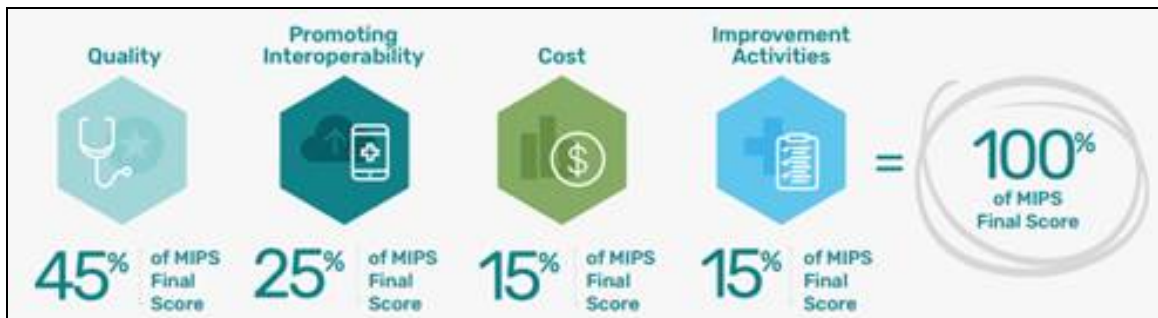 Quality
Promoting
Interoperability
Cost
Improvement
Activities
45% of MIPS
Final
Score
25% of MIPS
Final
Score
15% of MIPS
Final
Score
15% of MIPS
Final
Score
=
100%
of MIPS
Final Score